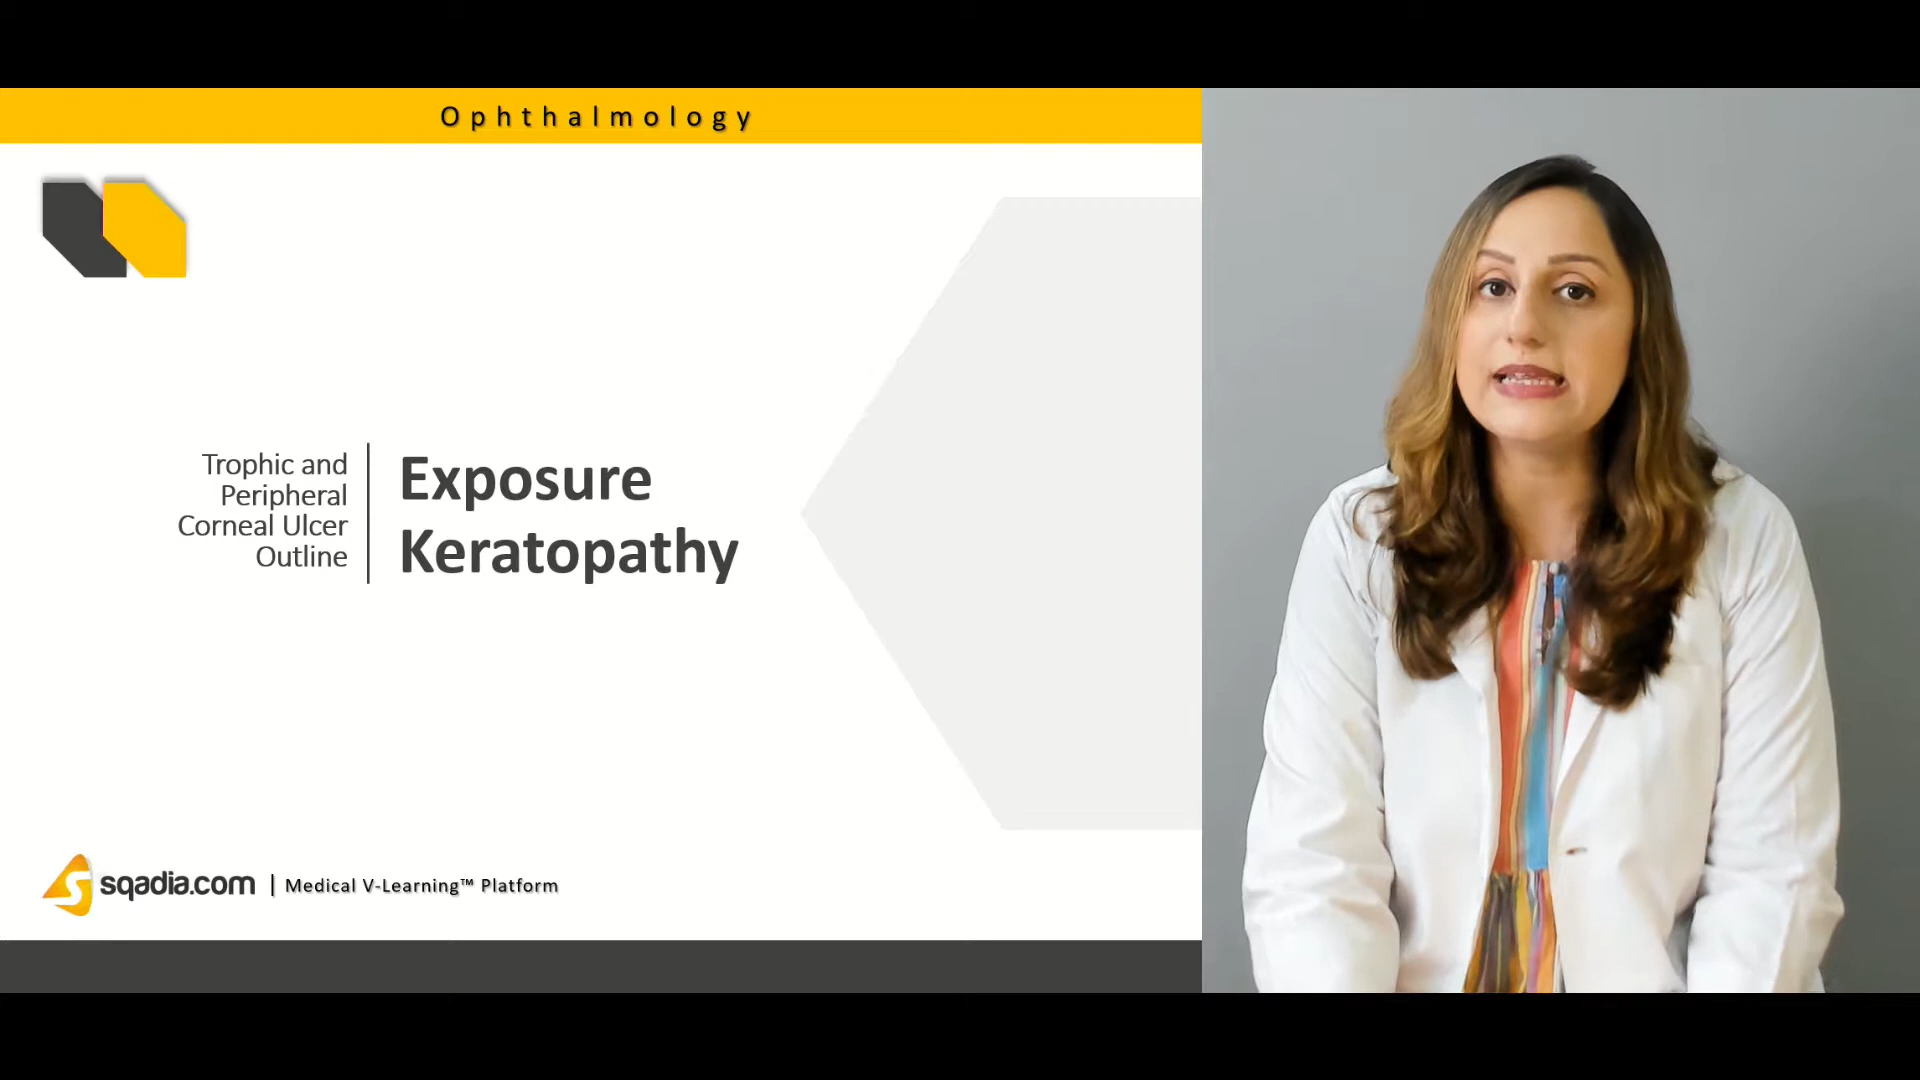 Ophthalmology
Trophic and
Peripheral
Corneal Ulcer
Outline
Exposure
Keratopathy
sqadia.com | Medical V-Learning™ Platform